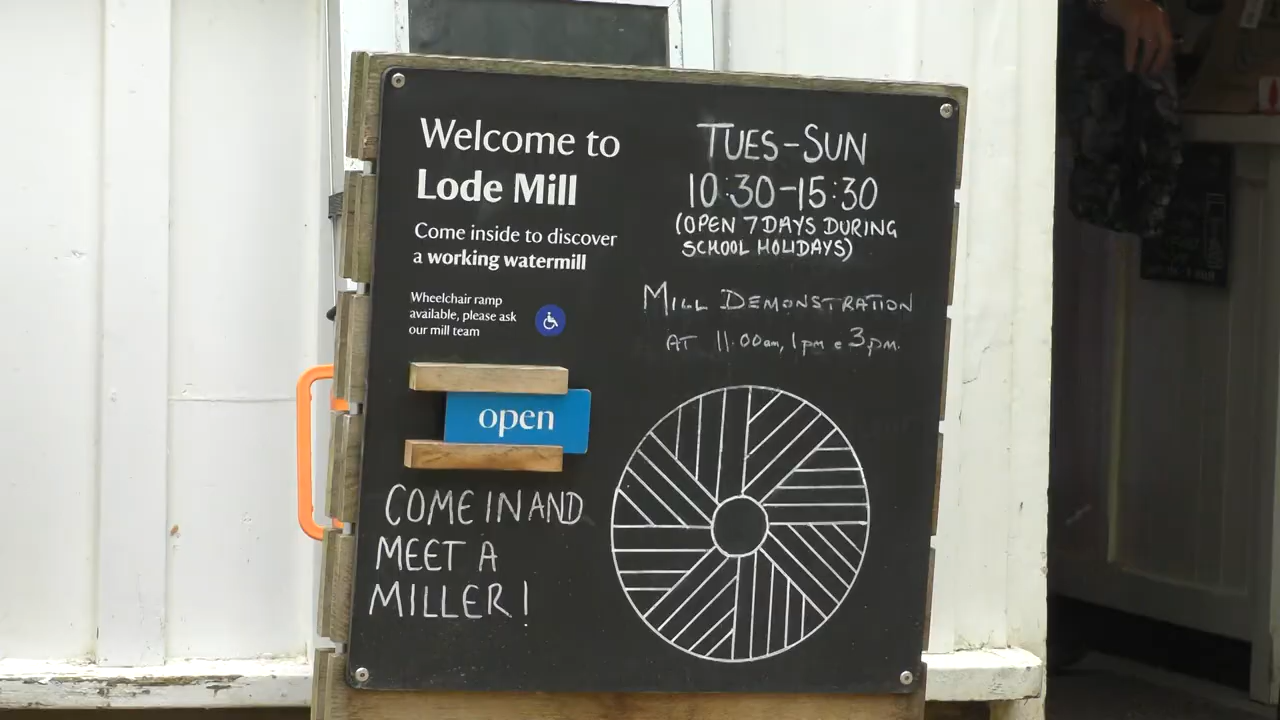 Welcome to
Lode Mill
Come inside to discover
a working watermill
Wheelchair ramp
available, please ask
our mill team
open
COME IN AND
MEET A
MILLER!
TUES-SUN
10:30-15:30
(OPEN 7 DAYS DURING
SCHOOL HOLIDAYS)
MILL DEMONSTRATION
AT 11.00am, 1pm & 3pm.